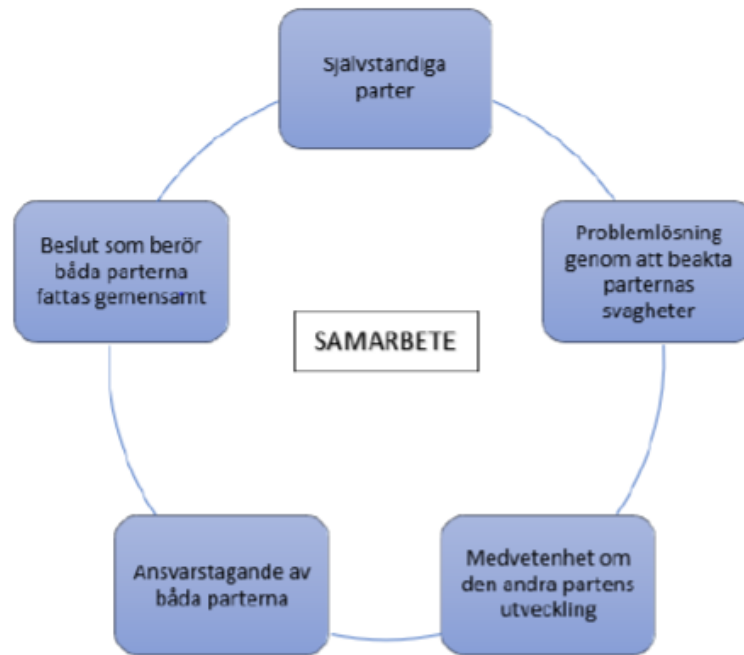 Självständiga
parter
Problemlösning
genom att beakta
parternas
svagheter
Medvetenhet om
den andra partens
utveckling
Ansvarstagande av
båda parterna
Beslut som berör
båda parterna
fattas gemensamt
SAMARBETE